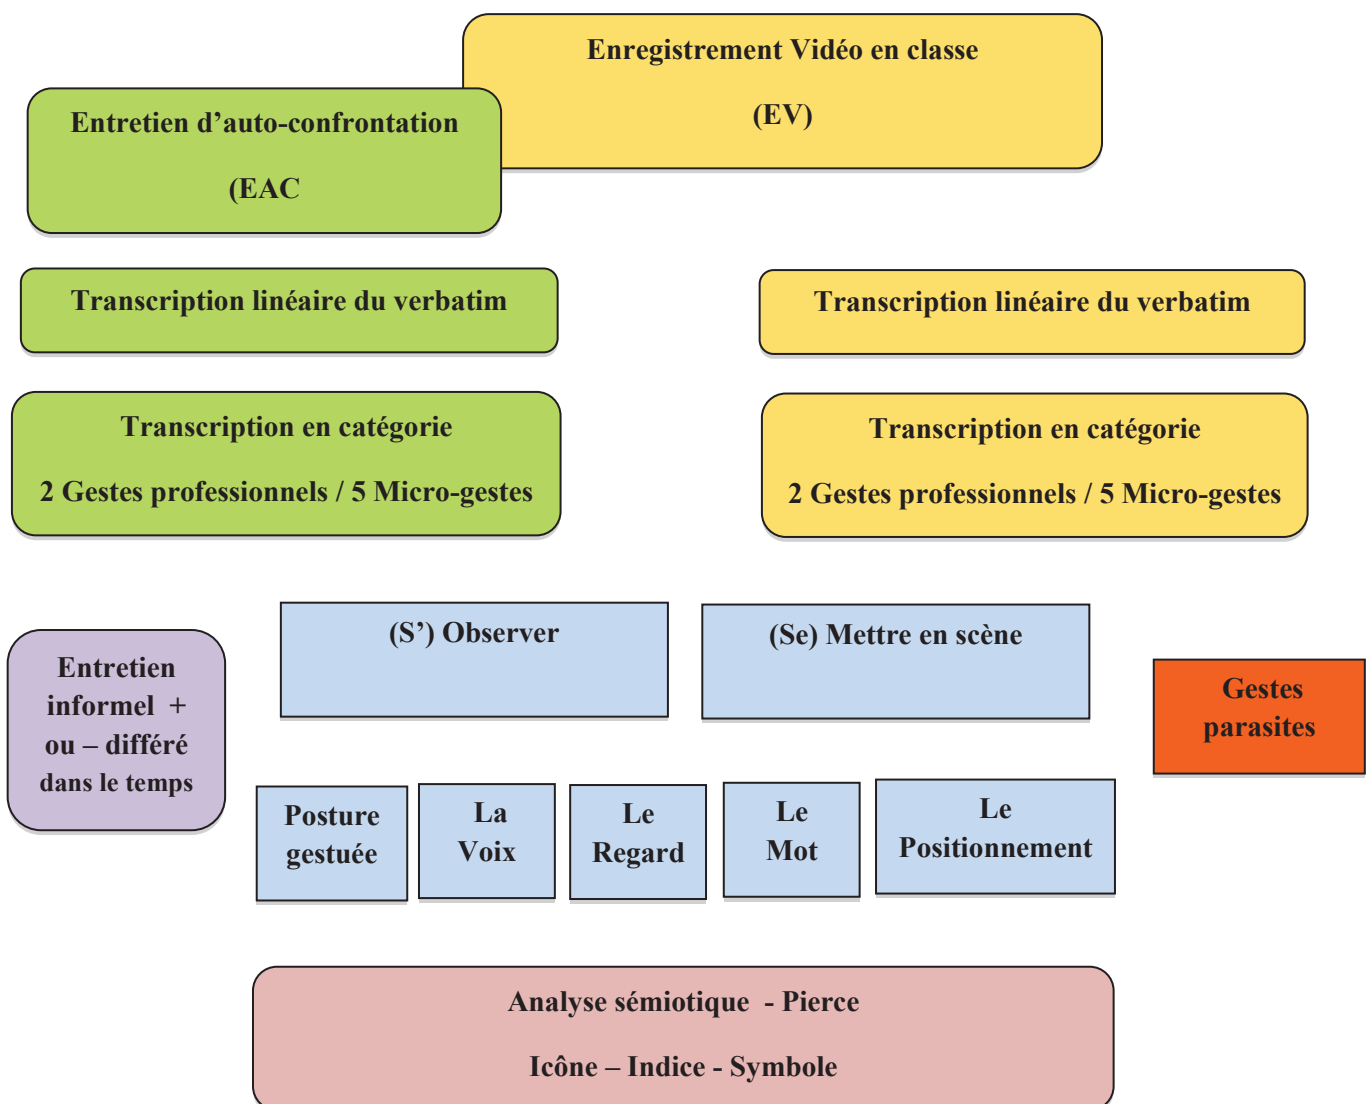 Enregistrement Vidéo en classe
(EV)
Entretien d’auto-confrontation
(EAC
Transcription linéaire du verbatim
Transcription linéaire du verbatim
Transcription en catégorie
2 Gestes professionnels / 5 Micro-gestes
Transcription en catégorie
2 Gestes professionnels / 5 Micro-gestes
Entretien
informel + 
ou – différé
dans le temps
(S’) Observer
(Se) Mettre en scène
Gestes
parasites
Posture
gestuée
La
Voix
Le
Regard
Le
Mot
Le
Positionnement
Analyse sémiotique - Pierce
Icône – Indice - Symbole